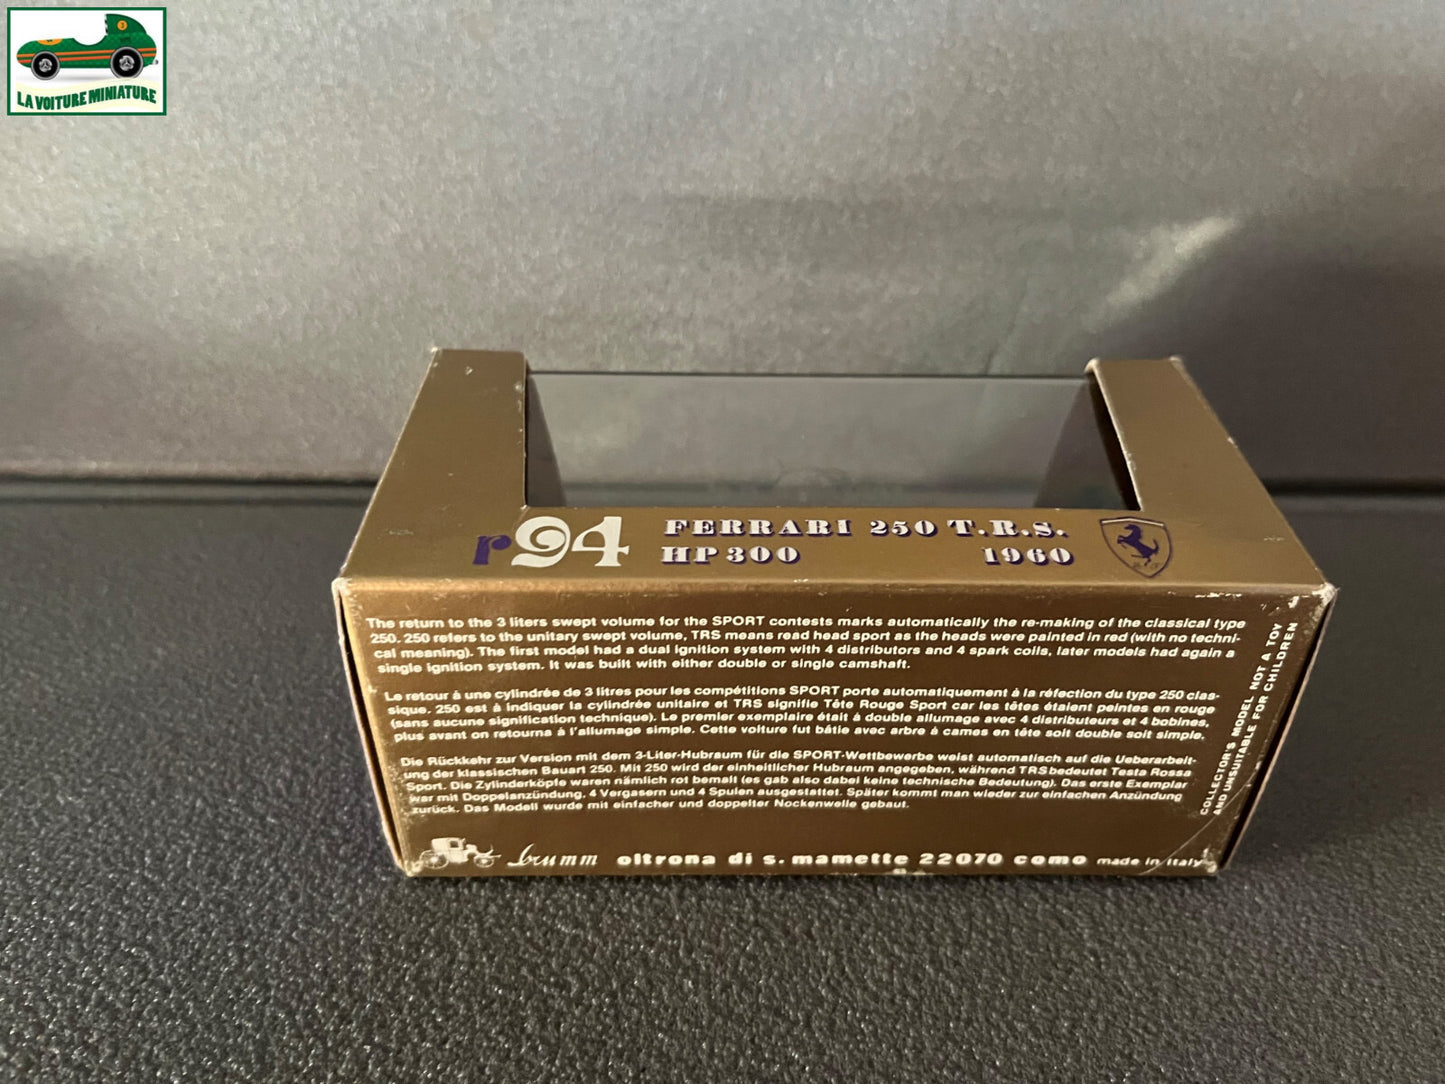 3
LA VOITURE MINIATURE
r94 FERRARI 250 T.R.S.
HP 300 1960
The return to the 3 liters swept volume for the SPORT contests marks automatically the re-making of the classical type
250. 250 refers to the unitary swept volume, TRS means read head sport as the heads were painted in red (with no techni-
cal meaning). The first model had a dual ignition system with 4 distributors and 4 spark coils, later models had again a
single ignition system. It was built with either double or single camshaft.
Le retour à une cylindrée de 3 litres pour les compétitions SPORT porte automatiquement à la réfection du type 250 clas-
sique. 250 est à indiquer la cylindrée unitaire et TRS signifie Tête Rouge Sport car les têtes étaient peintes en rouge
(sans aucune signification technique). Le premier exemplaire était à double allumage avec 4 distributeurs et 4 bobines,
plus avant on retourna à l'allumage simple. Cette voiture fut bâtie avec arbre à cames en tête soit double soit simple.
Die Rückkehr zur Version mit dem 3-Liter-Hubraum für die SPORT-Wettbewerbe weist automatisch auf die Ueberarbeit-
ung der klassischen Bauart 250. Mit 250 wird der einheitlicher Hubraum angegeben, während TRS bedeutet Testa Rossa
Sport. Die Zylinderköpfe waren nämlich rot bemalt (es gab also dabei keine technische Bedeutung). Das erste Exemplar
war mit Doppelanzündung, 4 Vergasern und 4 Spulen ausgestattet. Später kommt man wieder zur einfachen Anzündung
zurück. Das Modell wurde mit einfacher und doppelter Nockenwelle gebaut.
COLLECTOR'S MODEL NOT A TOY
AND UNSUITABLE FOR CHILDREN
brumm oltrona di s. mamette 22070 como made in Italy